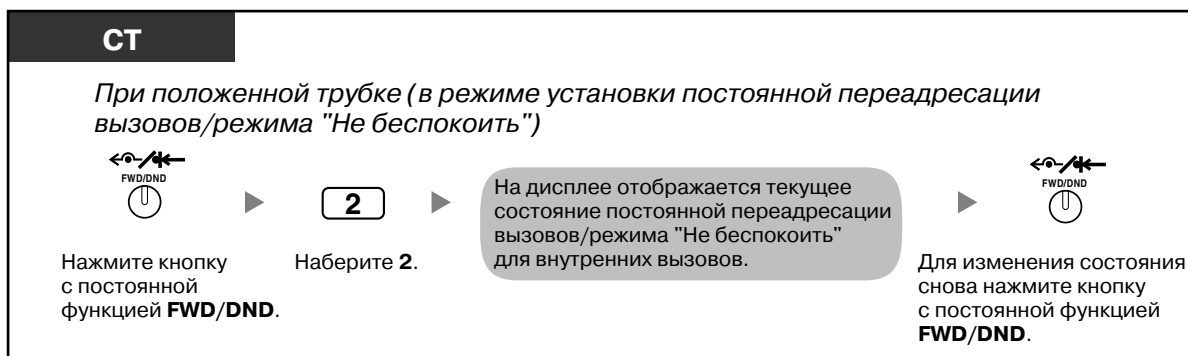 СТ
При положенной трубке (в режиме установки постоянной переадресации
вызовов/режима "Не беспокоить")
FWD/DND
2
На дисплее отображается текущее
состояние постоянной переадресации
вызовов/режима "Не беспокоить"
для внутренних вызовов.
FWD/DND
Нажмите кнопку
с постоянной
функцией FWD/DND.
Наберите 2.
Для изменения состояния
снова нажмите кнопку
с постоянной функцией
FWD/DND.